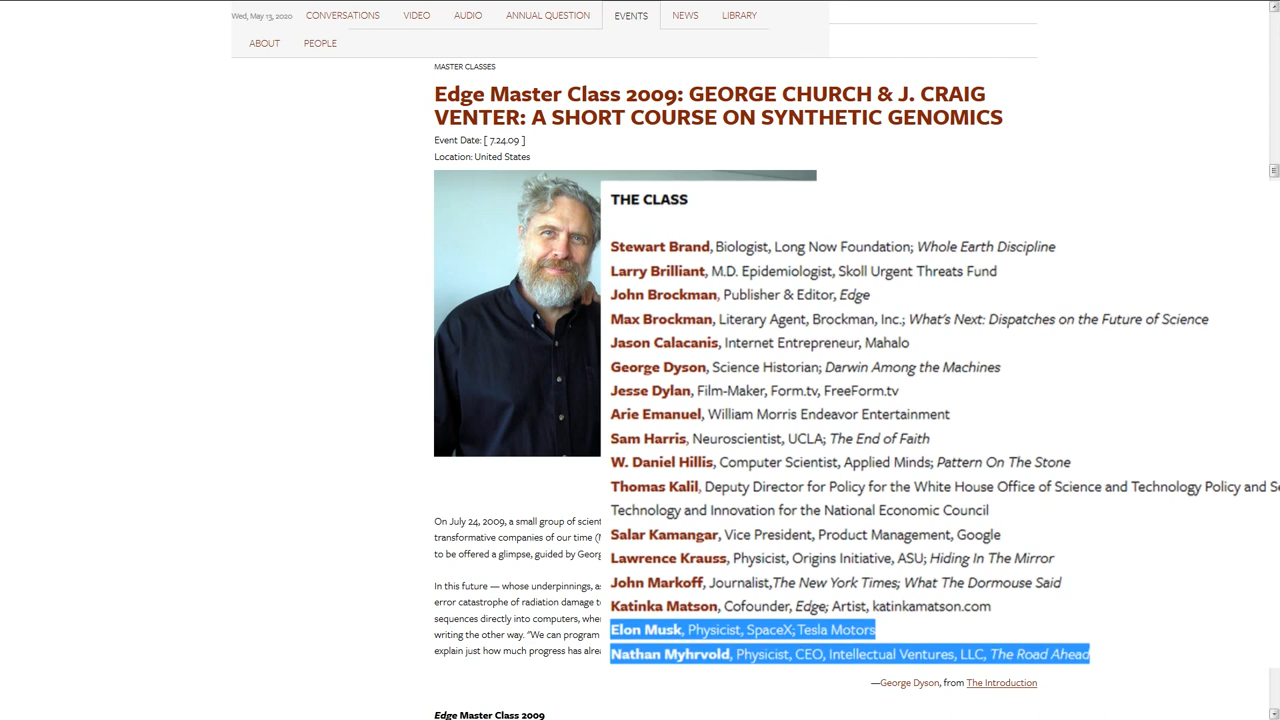 Wed, May 13, 2020 CONVERSATIONS VIDEO AUDIO ANNUAL QUESTION EVENTS NEWS LIBRARY
ABOUT PEOPLE
MASTER CLASSES
Edge Master Class 2009: GEORGE CHURCH & J. CRAIG
VENTER: A SHORT COURSE ON SYNTHETIC GENOMICS
Event Date: [ 7.24.09 ]
Location: United States
THE CLASS
Stewart Brand, Biologist, Long Now Foundation; Whole Earth Discipline
Larry Brilliant, M.D. Epidemiologist, Skoll Urgent Threats Fund
John Brockman, Publisher & Editor, Edge
Max Brockman, Literary Agent, Brockman, Inc.; What's Next: Dispatches on the Future of Science
Jason Calacanis, Internet Entrepreneur, Mahalo
George Dyson, Science Historian; Darwin Among the Machines
Jesse Dylan, Film-Maker, Form.tv, FreeForm.tv
Arie Emanuel, William Morris Endeavor Entertainment
Sam Harris, Neuroscientist, UCLA; The End of Faith
W. Daniel Hillis, Computer Scientist, Applied Minds; Pattern On The Stone
Thomas Kalil, Deputy Director for Policy for the White House Office of Science and Technology Policy and
Technology and Innovation for the National Economic Council
Salar Kamangar, Vice President, Product Management, Google
Lawrence Krauss, Physicist, Origins Initiative, ASU; Hiding In The Mirror
John Markoff, Journalist,The New York Times; What The Dormouse Said
Katinka Matson, Cofounder, Edge; Artist, katinkamatson.com
Elon Musk, Physicist, SpaceX; Tesla Motors
Nathan Myhrvold, Physicist, CEO, Intellectual Ventures, LLC, The Road Ahead
On July 24, 2009, a small group of
transformative companies of our time
to be offered a glimpse, guided by
In this future — whose underpinnings,
error catastrophe of radiation damage
sequences directly into computers,
writing the other way. "We can program
explain just how much progress has
—George Dyson, from The Introduction
Edge Master Class 2009